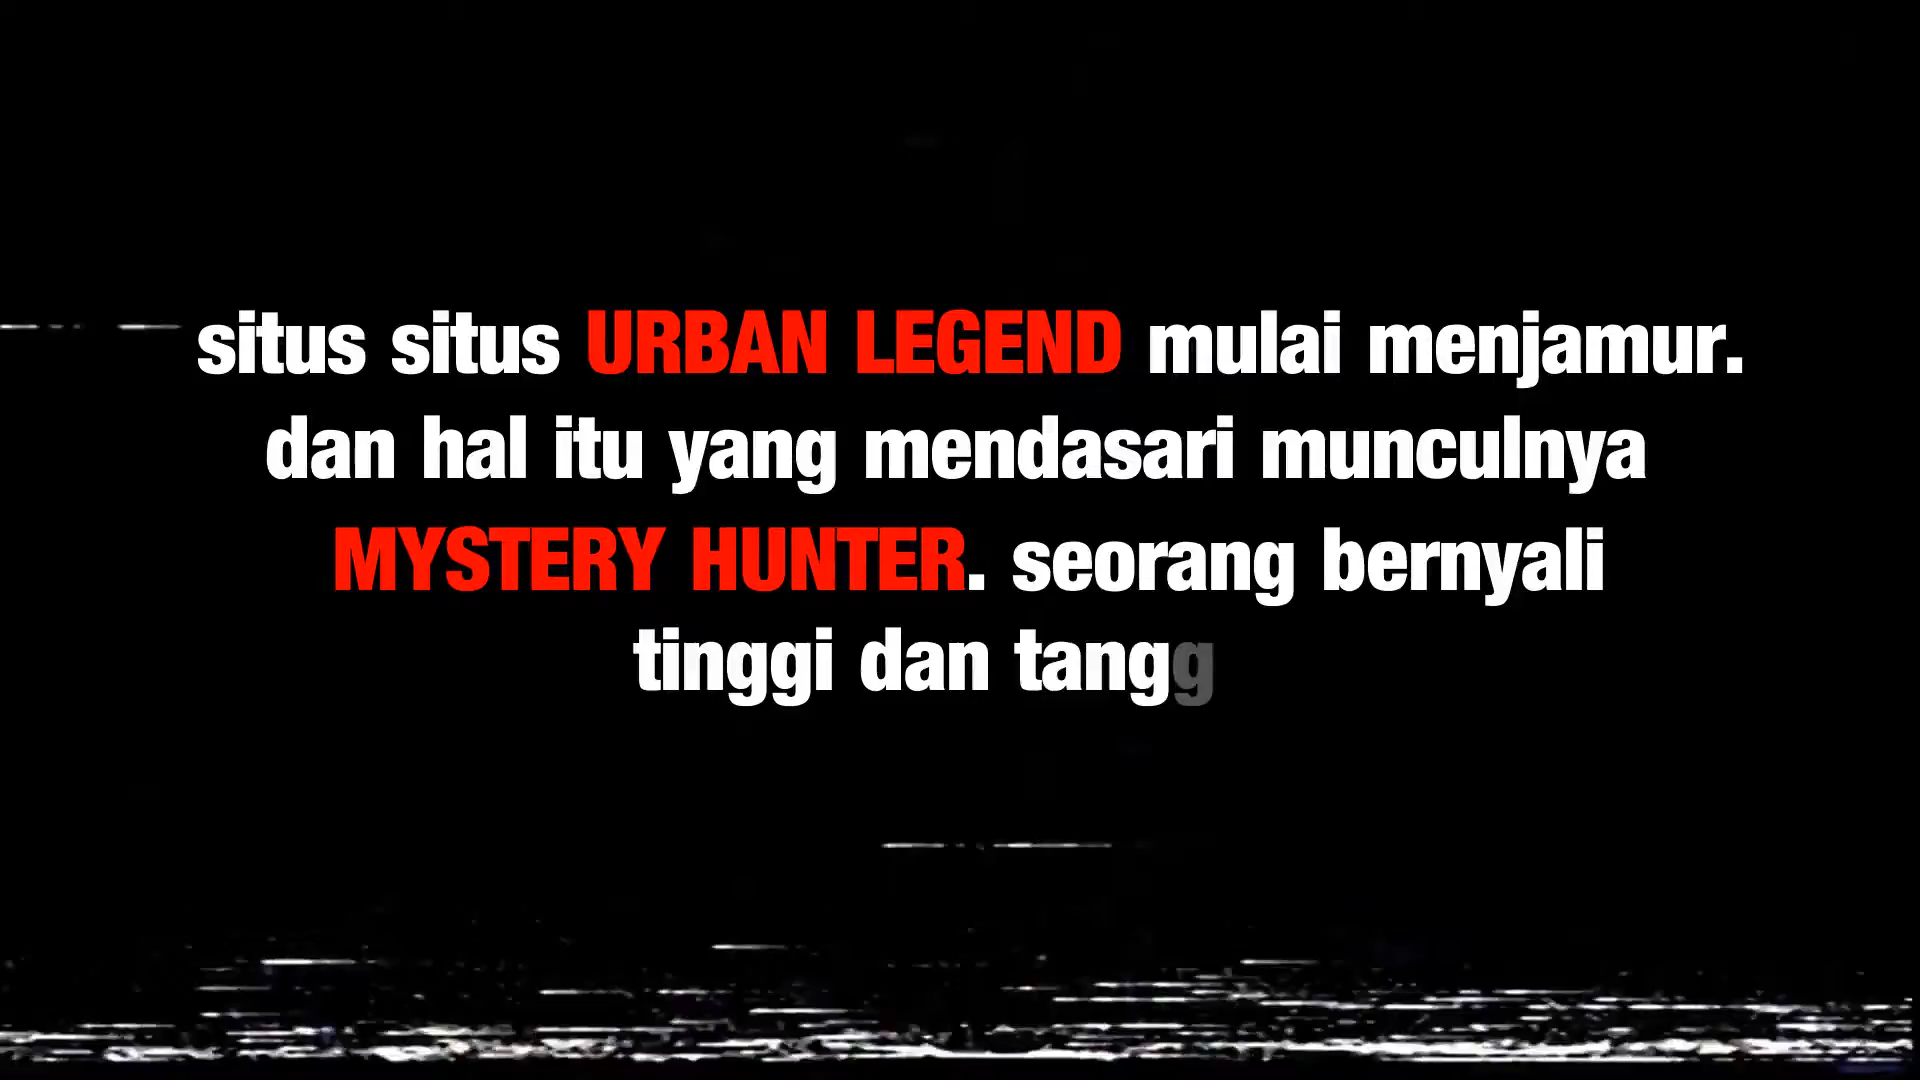 situs situs URBAN LEGEND mulai menjamur.
dan hal itu yang mendasari munculnya
MYSTERY HUNTER. seorang bernyali
tinggi dan tangg